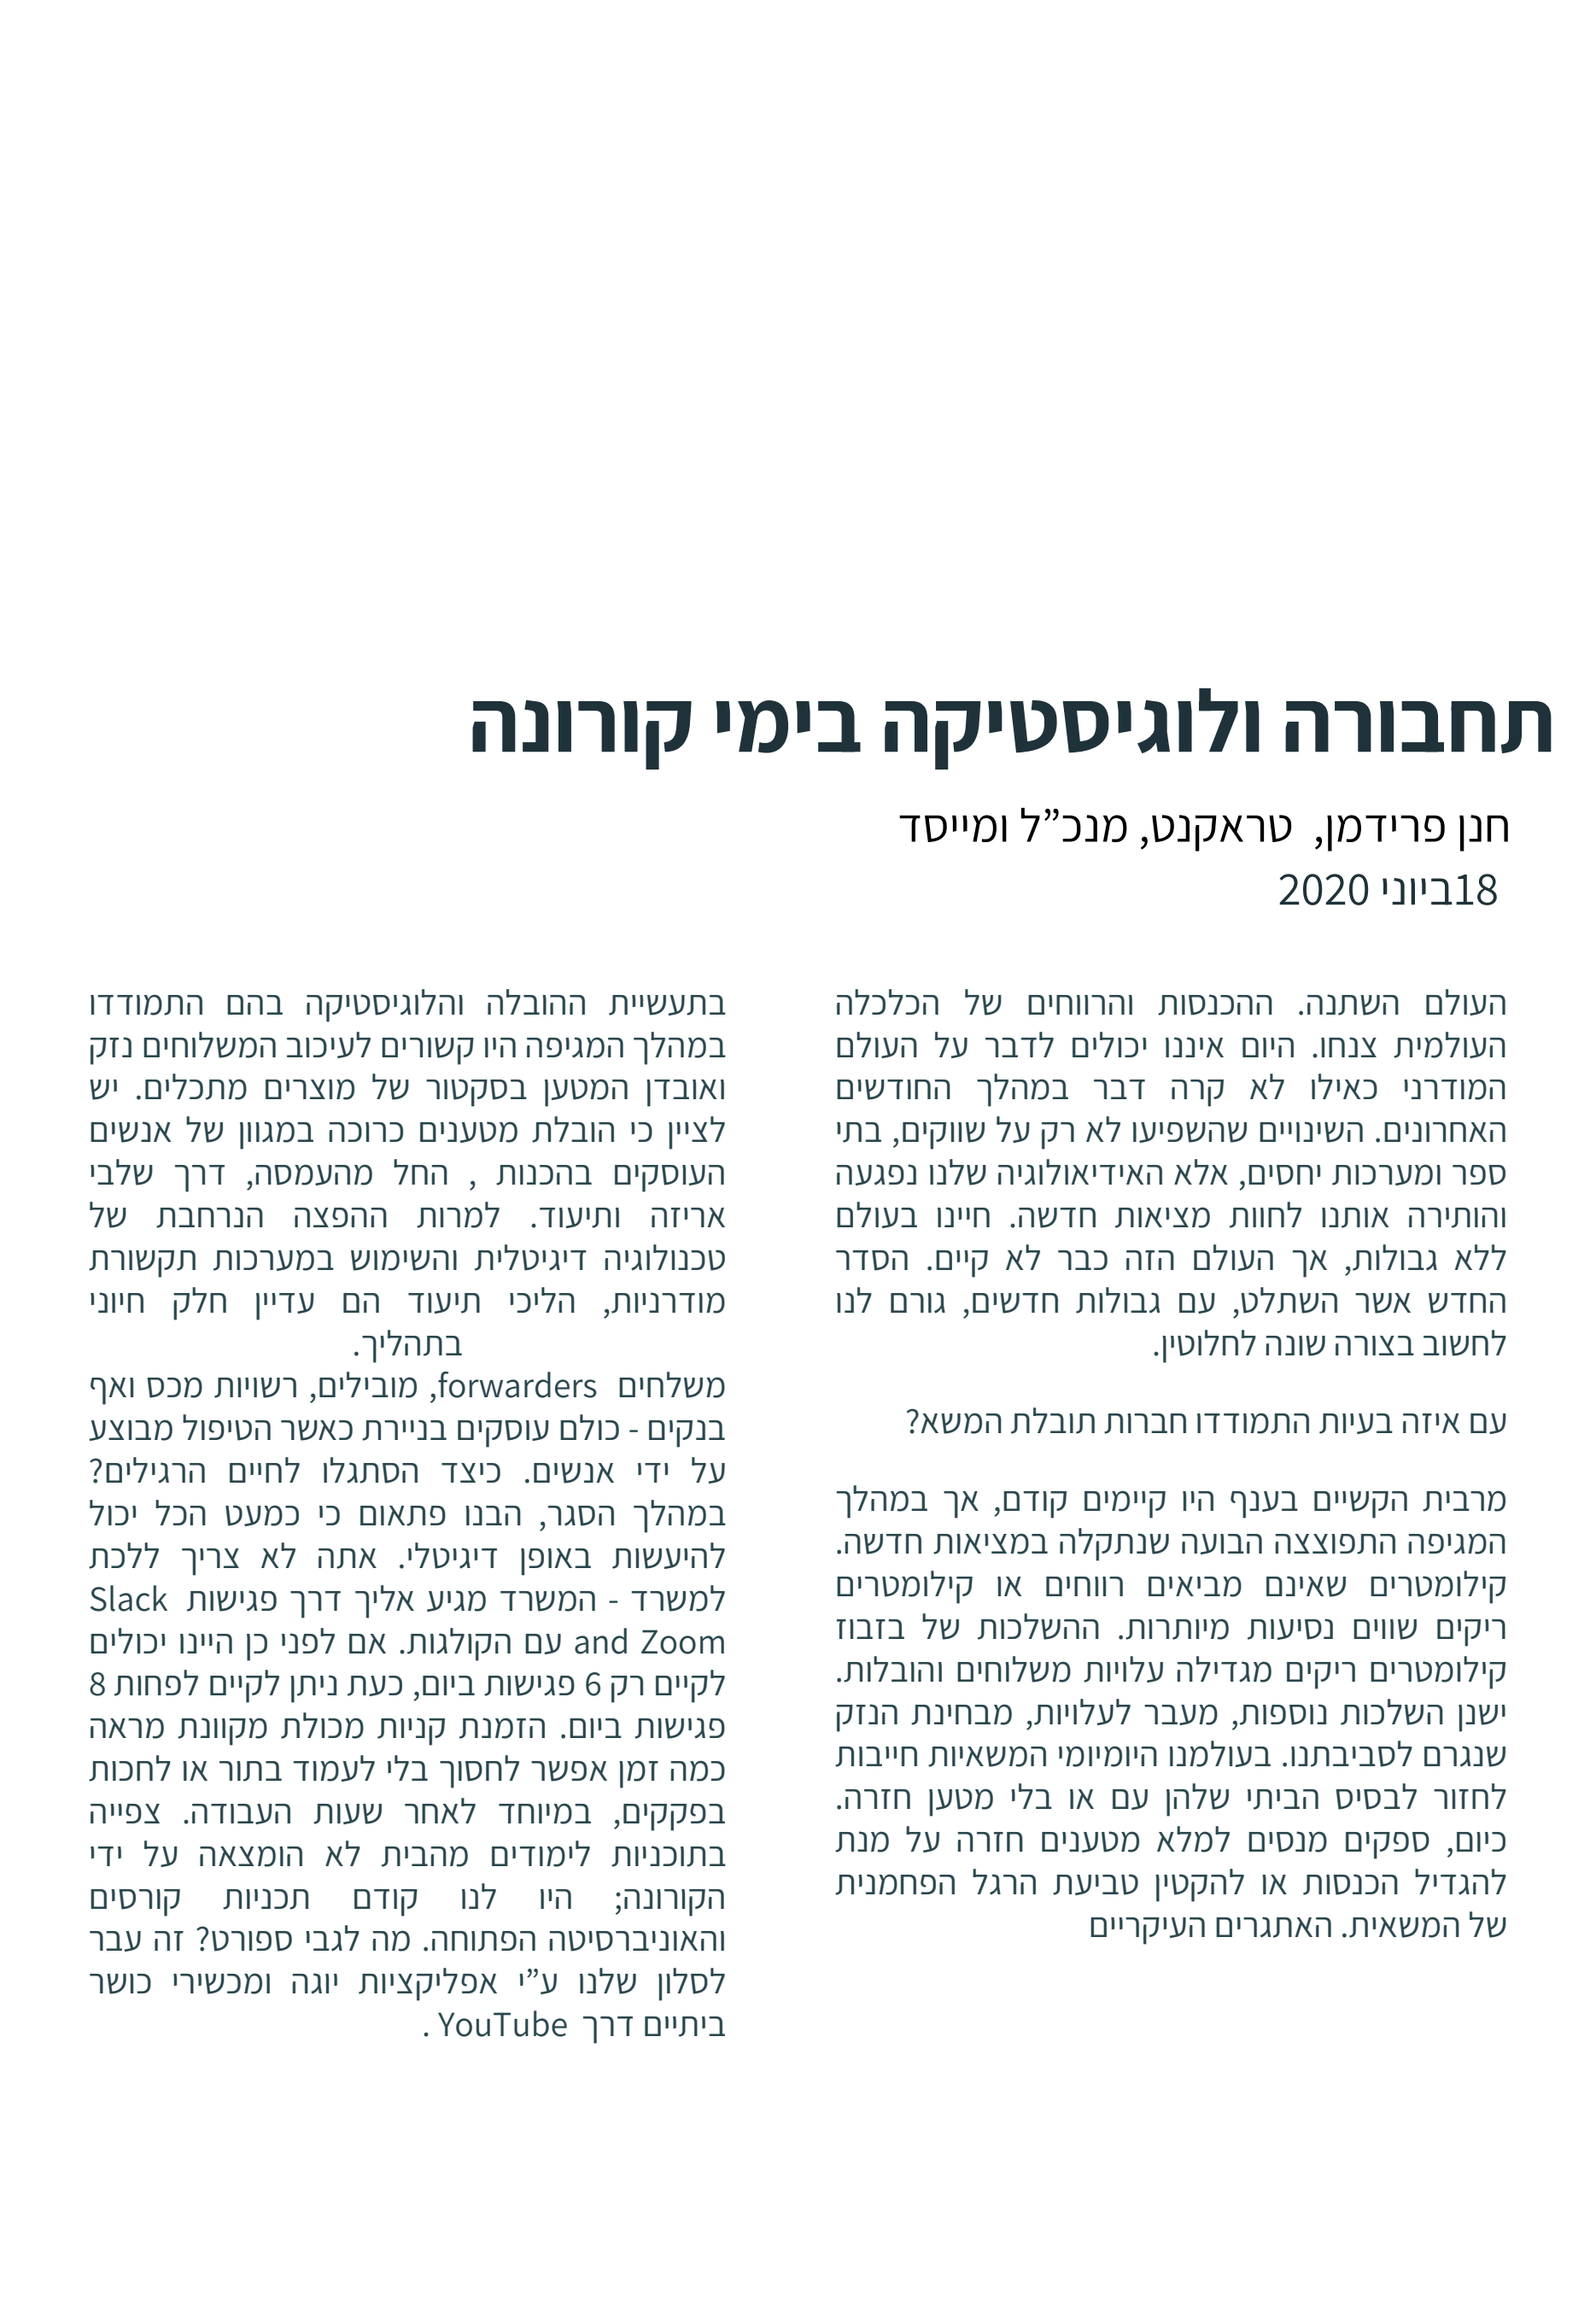 תחבורה ולוגיסטיקה בימי קורונה
חנן פרידמן, טראקנט, מנכ”ל ומייסד
18ביוני 2020
העולם השתנה. ההכנסות והרווחים של הכלכלה
העולמית צנחו. היום איננו יכולים לדבר על העולם
המודרני כאילו לא קרה דבר במהלך החודשים
האחרונים. השינויים שהשפיעו לא רק על שווקים, בתי
ספר ומערכות יחסים, אלא האידיאולוגיה שלנו נפגעה
והותירה אותנו לחוות מציאות חדשה. חיינו בעולם
ללא גבולות, אך העולם הזה כבר לא קיים. הסדר
החדש אשר השתלט, עם גבולות חדשים, גורם לנו
לחשוב בצורה שונה לחלוטין.
עם איזה בעיות התמודדו חברות תובלת המשא?
מרבית הקשיים בענף היו קיימים קודם, אך במהלך
המגיפה התפוצצה הבועה שנתקלה במציאות חדשה.
קילומטרים שאינם מביאים רווחים או קילומטרים
ריקים שווים נסיעות מיותרות. ההשלכות של בזבוז
קילומטרים ריקים מגדילה עלויות משלוחים והובלות.
ישנן השלכות נוספות, מעבר לעלויות, מבחינת הנזק
שנגרם לסביבתנו. בעולמנו היומיומי המשאיות חייבות
לחזור לבסיס הביתי שלהן עם או בלי מטען חזרה.
כיום, ספקים מנסים למלא מטענים חזרה על מנת
להגדיל הכנסות או להקטין טביעת הרגל הפחמנית
של המשאית. האתגרים העיקריים
בתעשיית ההובלה והלוגיסטיקה בהם התמודדו
במהלך המגיפה היו קשורים לעיכוב המשלוחים נזק
ואובדן המטען בסקטור של מוצרים מתכלים. יש
לציין כי הובלת מטענים כרוכה במגוון של אנשים
העוסקים בהכנות , החל מהעמסה, דרך שלבי
אריזה ותיעוד. למרות ההפצה הנרחבת של
טכנולוגיה דיגיטלית והשימוש במערכות תקשורת
מודרניות, הליכי תיעוד הם עדיין חלק חיוני
בתהליך.
משלחים forwarders, מובילים, רשויות מכס ואף
בנקים - כולם עוסקים בניירת כאשר הטיפול מבוצע
על ידי אנשים. כיצד הסתגלו לחיים הרגילים?
במהלך הסגר, הבנו פתאום כי כמעט הכל יכול
להיעשות באופן דיגיטלי. אתה לא צריך ללכת
למשרד - המשרד מגיע אליך דרך פגישות Slack
and Zoom עם הקולגות. אם לפני כן היינו יכולים
לקיים רק 6 פגישות ביום, כעת ניתן לקיים לפחות 8
פגישות ביום. הזמנת קניות מכולת מקוונת מראה
כמה זמן אפשר לחסוך בלי לעמוד בתור או לחכות
בפקקים, במיוחד לאחר שעות העבודה. צפייה
בתוכניות לימודים מהבית לא הומצאה על ידי
הקורונה; היו לנו קודם תכניות קורסים
והאוניברסיטה הפתוחה. מה לגבי ספורט? זה עבר
לסלון שלנו ע”י אפליקציות יוגה ומכשירי כושר
ביתיים דרך YouTube .